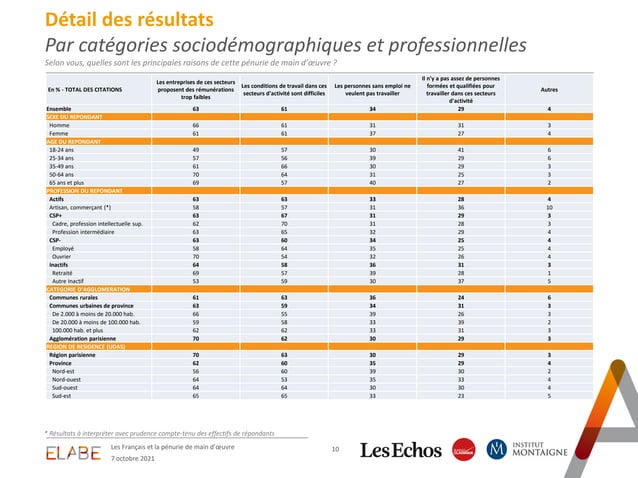 Détail des résultats
Par catégories sociodémographiques et professionnelles
Selon vous, quelles sont les principales raisons de cette pénurie de main d'œuvre ?
En % - TOTAL DES CITATIONS | Les entreprises de ces secteurs proposent des rémunérations trop faibles | Les conditions de travail dans ces secteurs d'activité sont difficiles | Les personnes sans emploi ne veulent pas travailler | Il n'y a pas assez de personnes formées et qualifiées pour travailler dans ces secteurs d'activité | Autres
Ensemble 63 61 34 29 4
SEXE DU REPONDANT
Homme 66 61 31 31 3
Femme 61 61 37 27 4
AGE DU REPONDANT
18-24 ans 49 57 30 41 6
25-34 ans 57 56 39 29 6
35-49 ans 61 66 30 29 3
50-64 ans 70 64 31 25 3
65 ans et plus 69 57 40 27 2
PROFESSION DU REPONDANT
Actifs 63 63 33 28 4
Artisan, commerçant (*) 58 57 31 36 10
CSP+ 63 67 31 29 3
Cadre, profession intellectuelle sup. 62 70 31 28 3
Profession intermédiaire 63 65 32 29 4
CSP- 63 60 34 25 4
Employé 58 64 35 25 4
Ouvrier 70 54 32 26 4
Inactifs 64 58 36 31 3
Retraité 69 57 39 28 1
Autre Inactif 53 59 30 37 5
CATEGORIE D'AGGLOMERATION
Communes rurales 61 63 36 24 6
Communes urbaines de province 63 59 34 31 3
De 2.000 à moins de 20.000 hab. 66 55 39 26 3
De 20.000 à moins de 100.000 hab. 59 58 33 39 2
100.000 hab. et plus 62 62 33 31 3
Agglomération parisienne 70 62 30 29 3
REGION DE RESIDENCE (UDA5)
Région parisienne 70 63 30 29 3
Province 62 60 35 29 4
Nord-est 56 60 39 30 2
Nord-ouest 64 53 35 33 4
Sud-ouest 64 64 30 30 4
Sud-est 65 65 33 23 5
* Résultats à interpréter avec prudence compte-tenu des effectifs de répondants
ELABE
Les Français et la pénurie de main d'œuvre
7 octobre 2021
10
Les Echos
RADIO CLASSIQUE
M
INSTITUT
MONTAIGNE